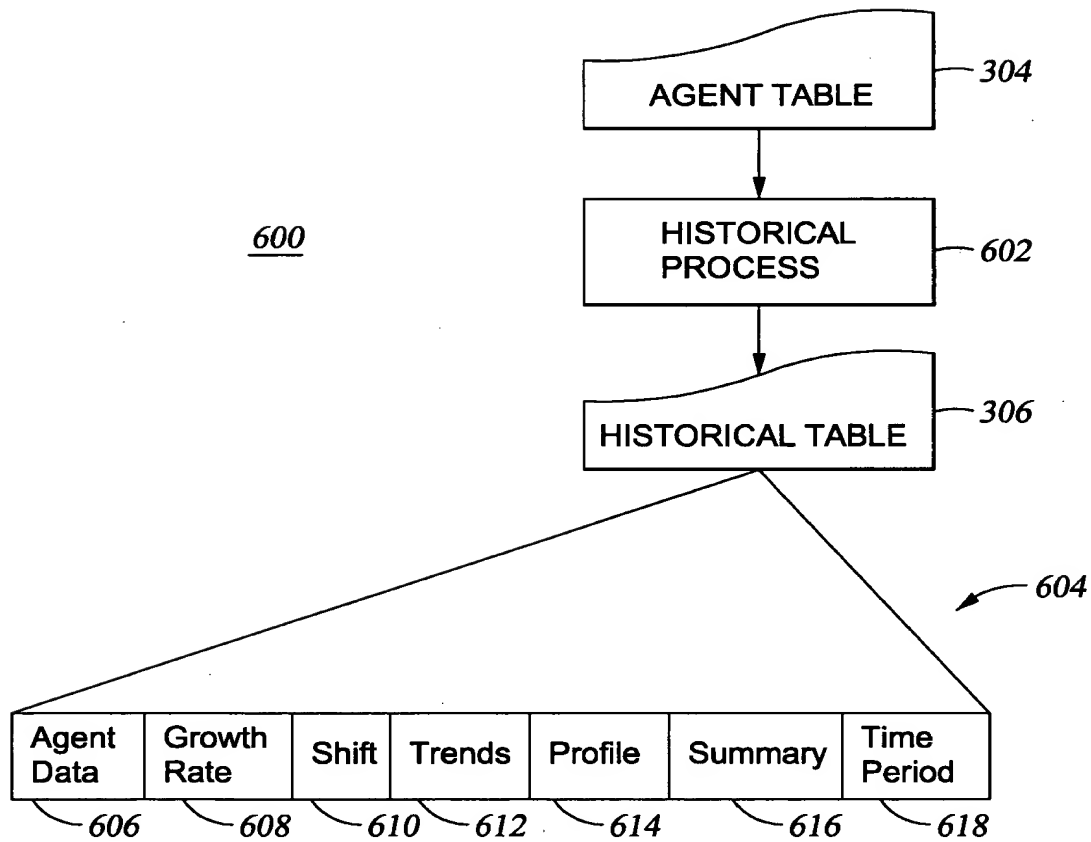 304
AGENT TABLE
600
HISTORICAL
PROCESS
602
306
HISTORICAL TABLE
604
Agent
Data
Growth
Rate
Shift
Trends
Profile
Summary
Time
Period
606
608
610
612
614
616
618